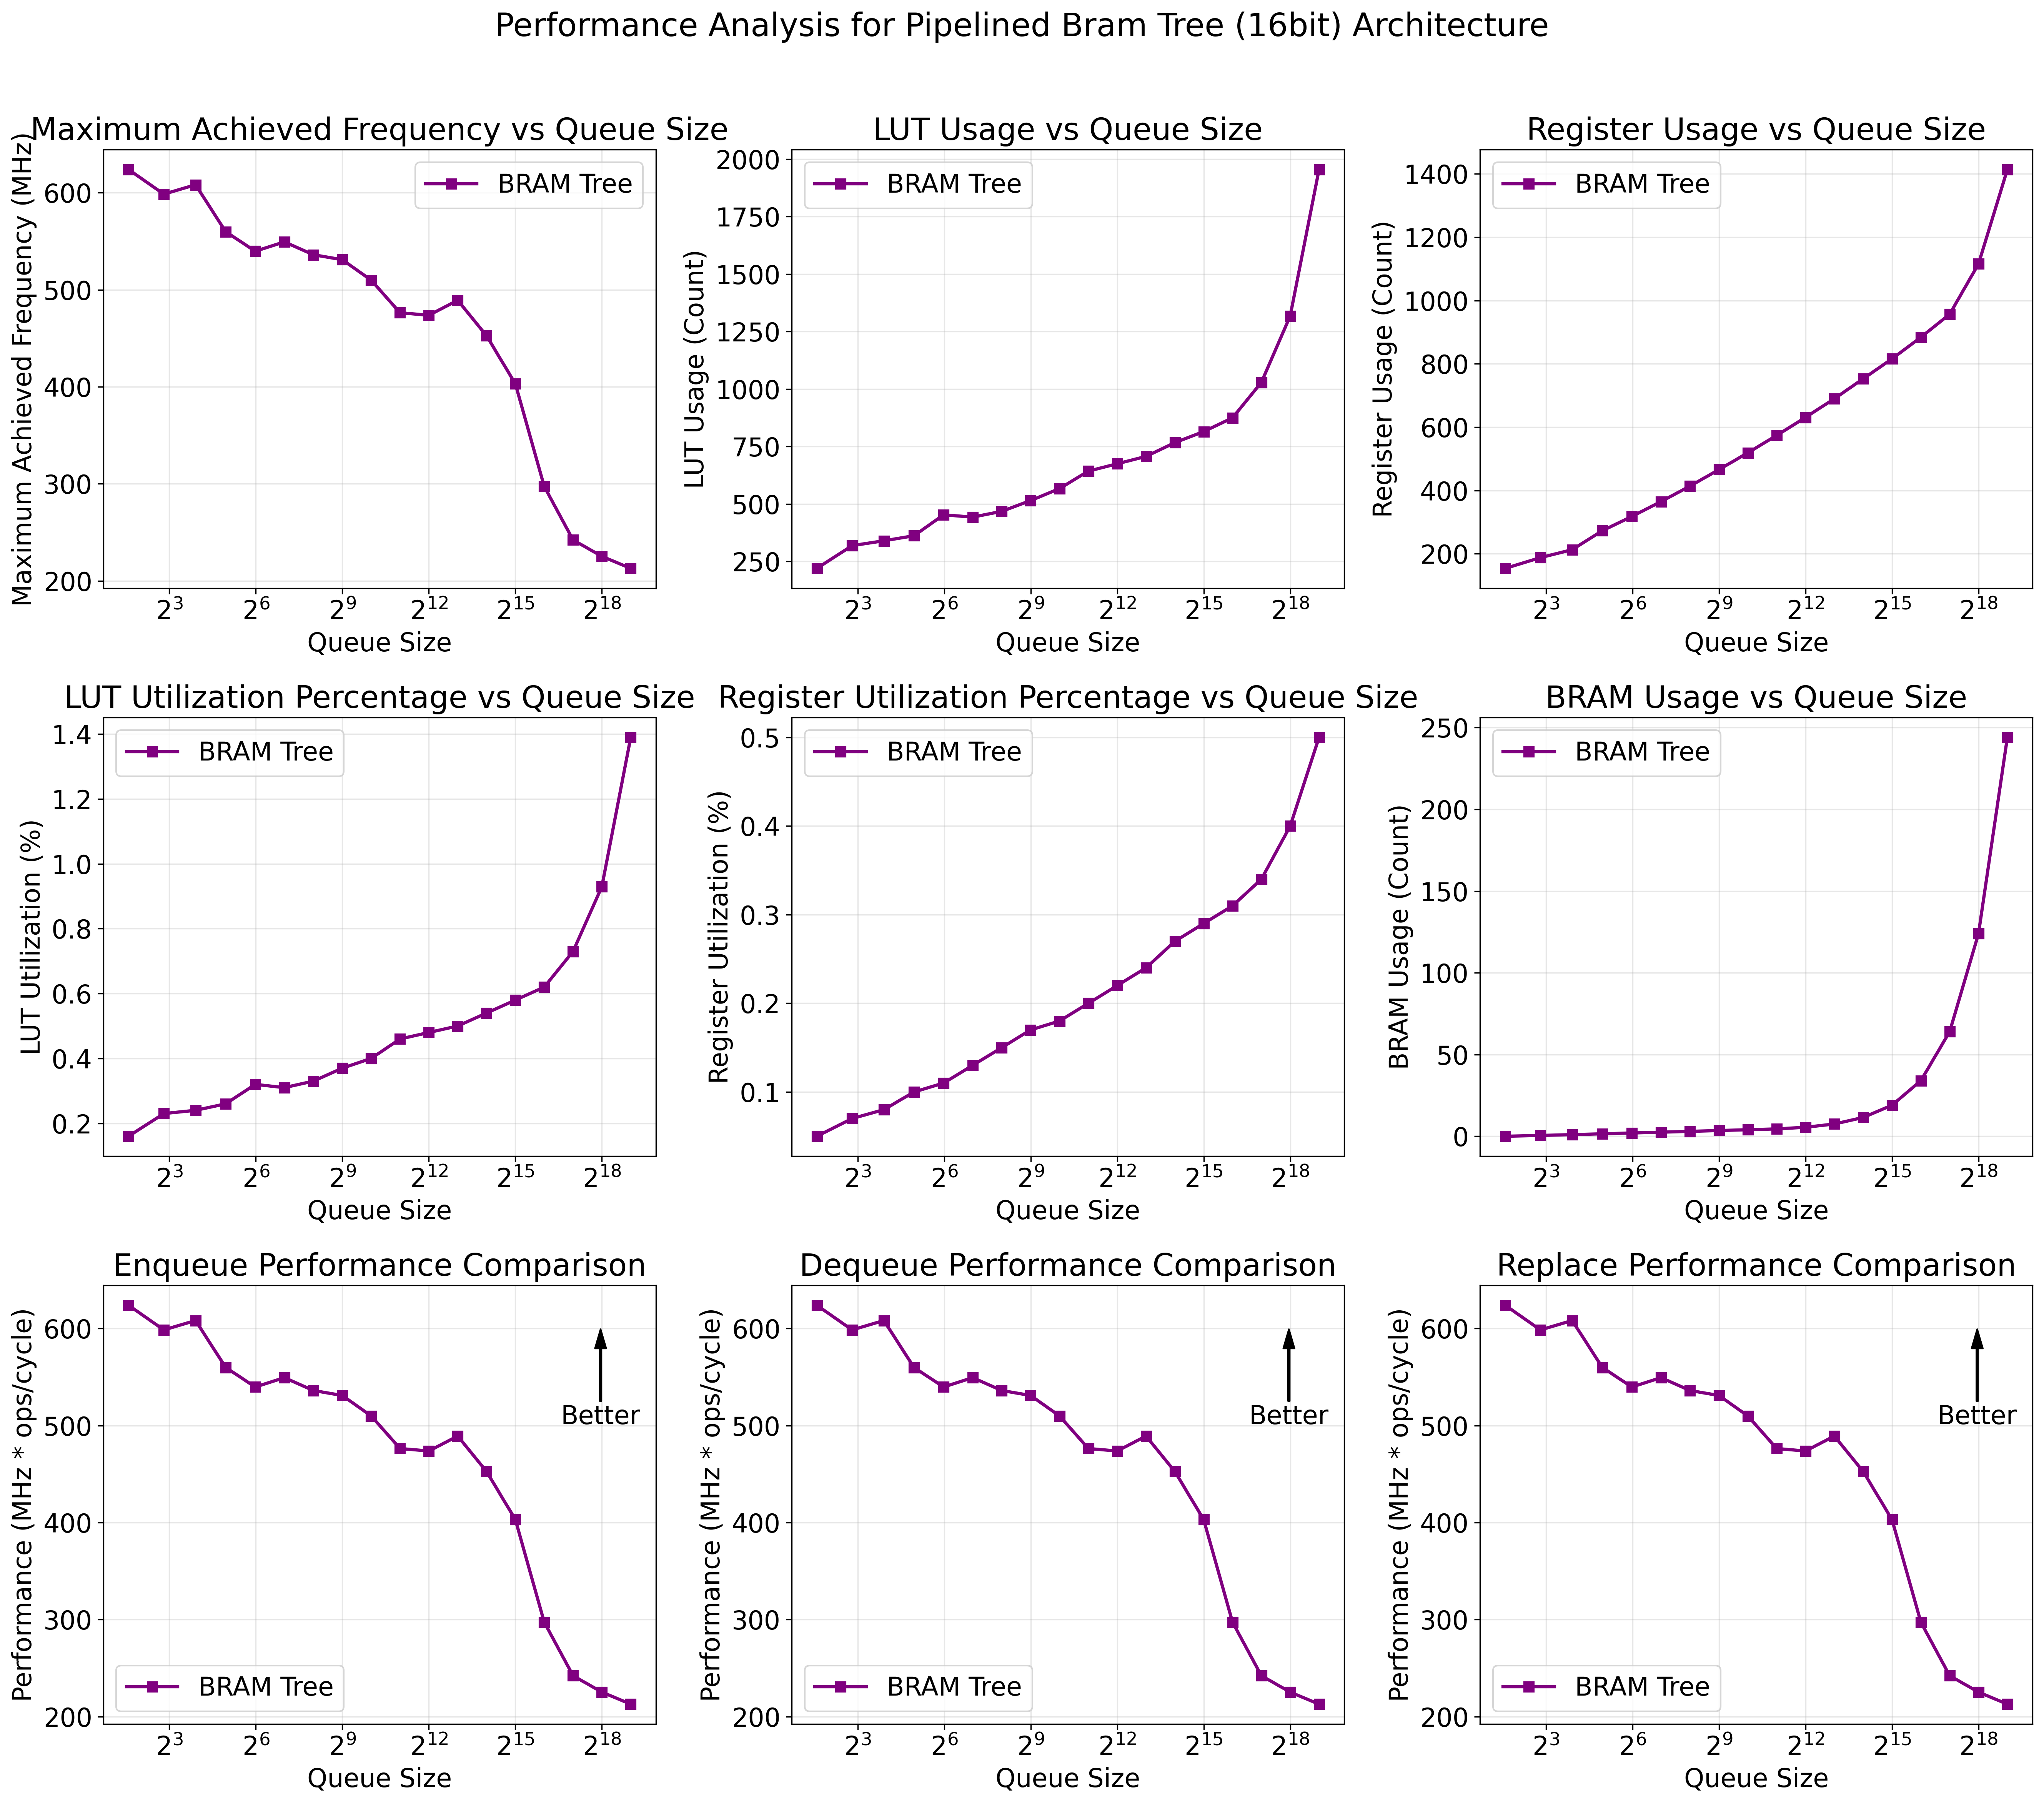 Performance Analysis for Pipelined Bram Tree (16bit) Architecture
Maximum Achieved Frequency vs Queue Size
Maximum Achieved Frequency (MHz)
600
500
400
300
200
BRAM Tree
2^3 2^6 2^9 2^12 2^15 2^18
Queue Size
LUT Usage vs Queue Size
LUT Usage (Count)
2000
1750
1500
1250
1000
750
500
250
BRAM Tree
2^3 2^6 2^9 2^12 2^15 2^18
Queue Size
Register Usage vs Queue Size
Register Usage (Count)
1400
1200
1000
800
600
400
200
BRAM Tree
2^3 2^6 2^9 2^12 2^15 2^18
Queue Size
LUT Utilization Percentage vs Queue Size
LUT Utilization (%)
1.4
1.2
1.0
0.8
0.6
0.4
0.2
BRAM Tree
2^3 2^6 2^9 2^12 2^15 2^18
Queue Size
Register Utilization Percentage vs Queue Size
Register Utilization (%)
0.5
0.4
0.3
0.2
0.1
BRAM Tree
2^3 2^6 2^9 2^12 2^15 2^18
Queue Size
BRAM Usage vs Queue Size
BRAM Usage (Count)
250
200
150
100
50
0
BRAM Tree
2^3 2^6 2^9 2^12 2^15 2^18
Queue Size
Enqueue Performance Comparison
Performance (MHz * ops/cycle)
600
500
400
300
200
Better
BRAM Tree
2^3 2^6 2^9 2^12 2^15 2^18
Queue Size
Dequeue Performance Comparison
Performance (MHz * ops/cycle)
600
500
400
300
200
Better
BRAM Tree
2^3 2^6 2^9 2^12 2^15 2^18
Queue Size
Replace Performance Comparison
Performance (MHz * ops/cycle)
600
500
400
300
200
Better
BRAM Tree
2^3 2^6 2^9 2^12 2^15 2^18
Queue Size